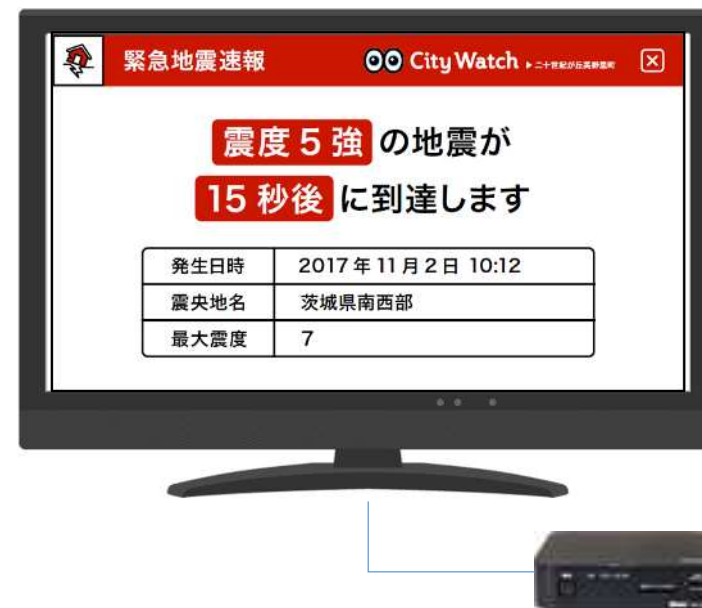 緊急地震速報
City Watch
震度5強の地震が
15秒後に到達します
発生日時 2017年11月2日 10:12
震央地名 茨城県南西部
最大震度 7